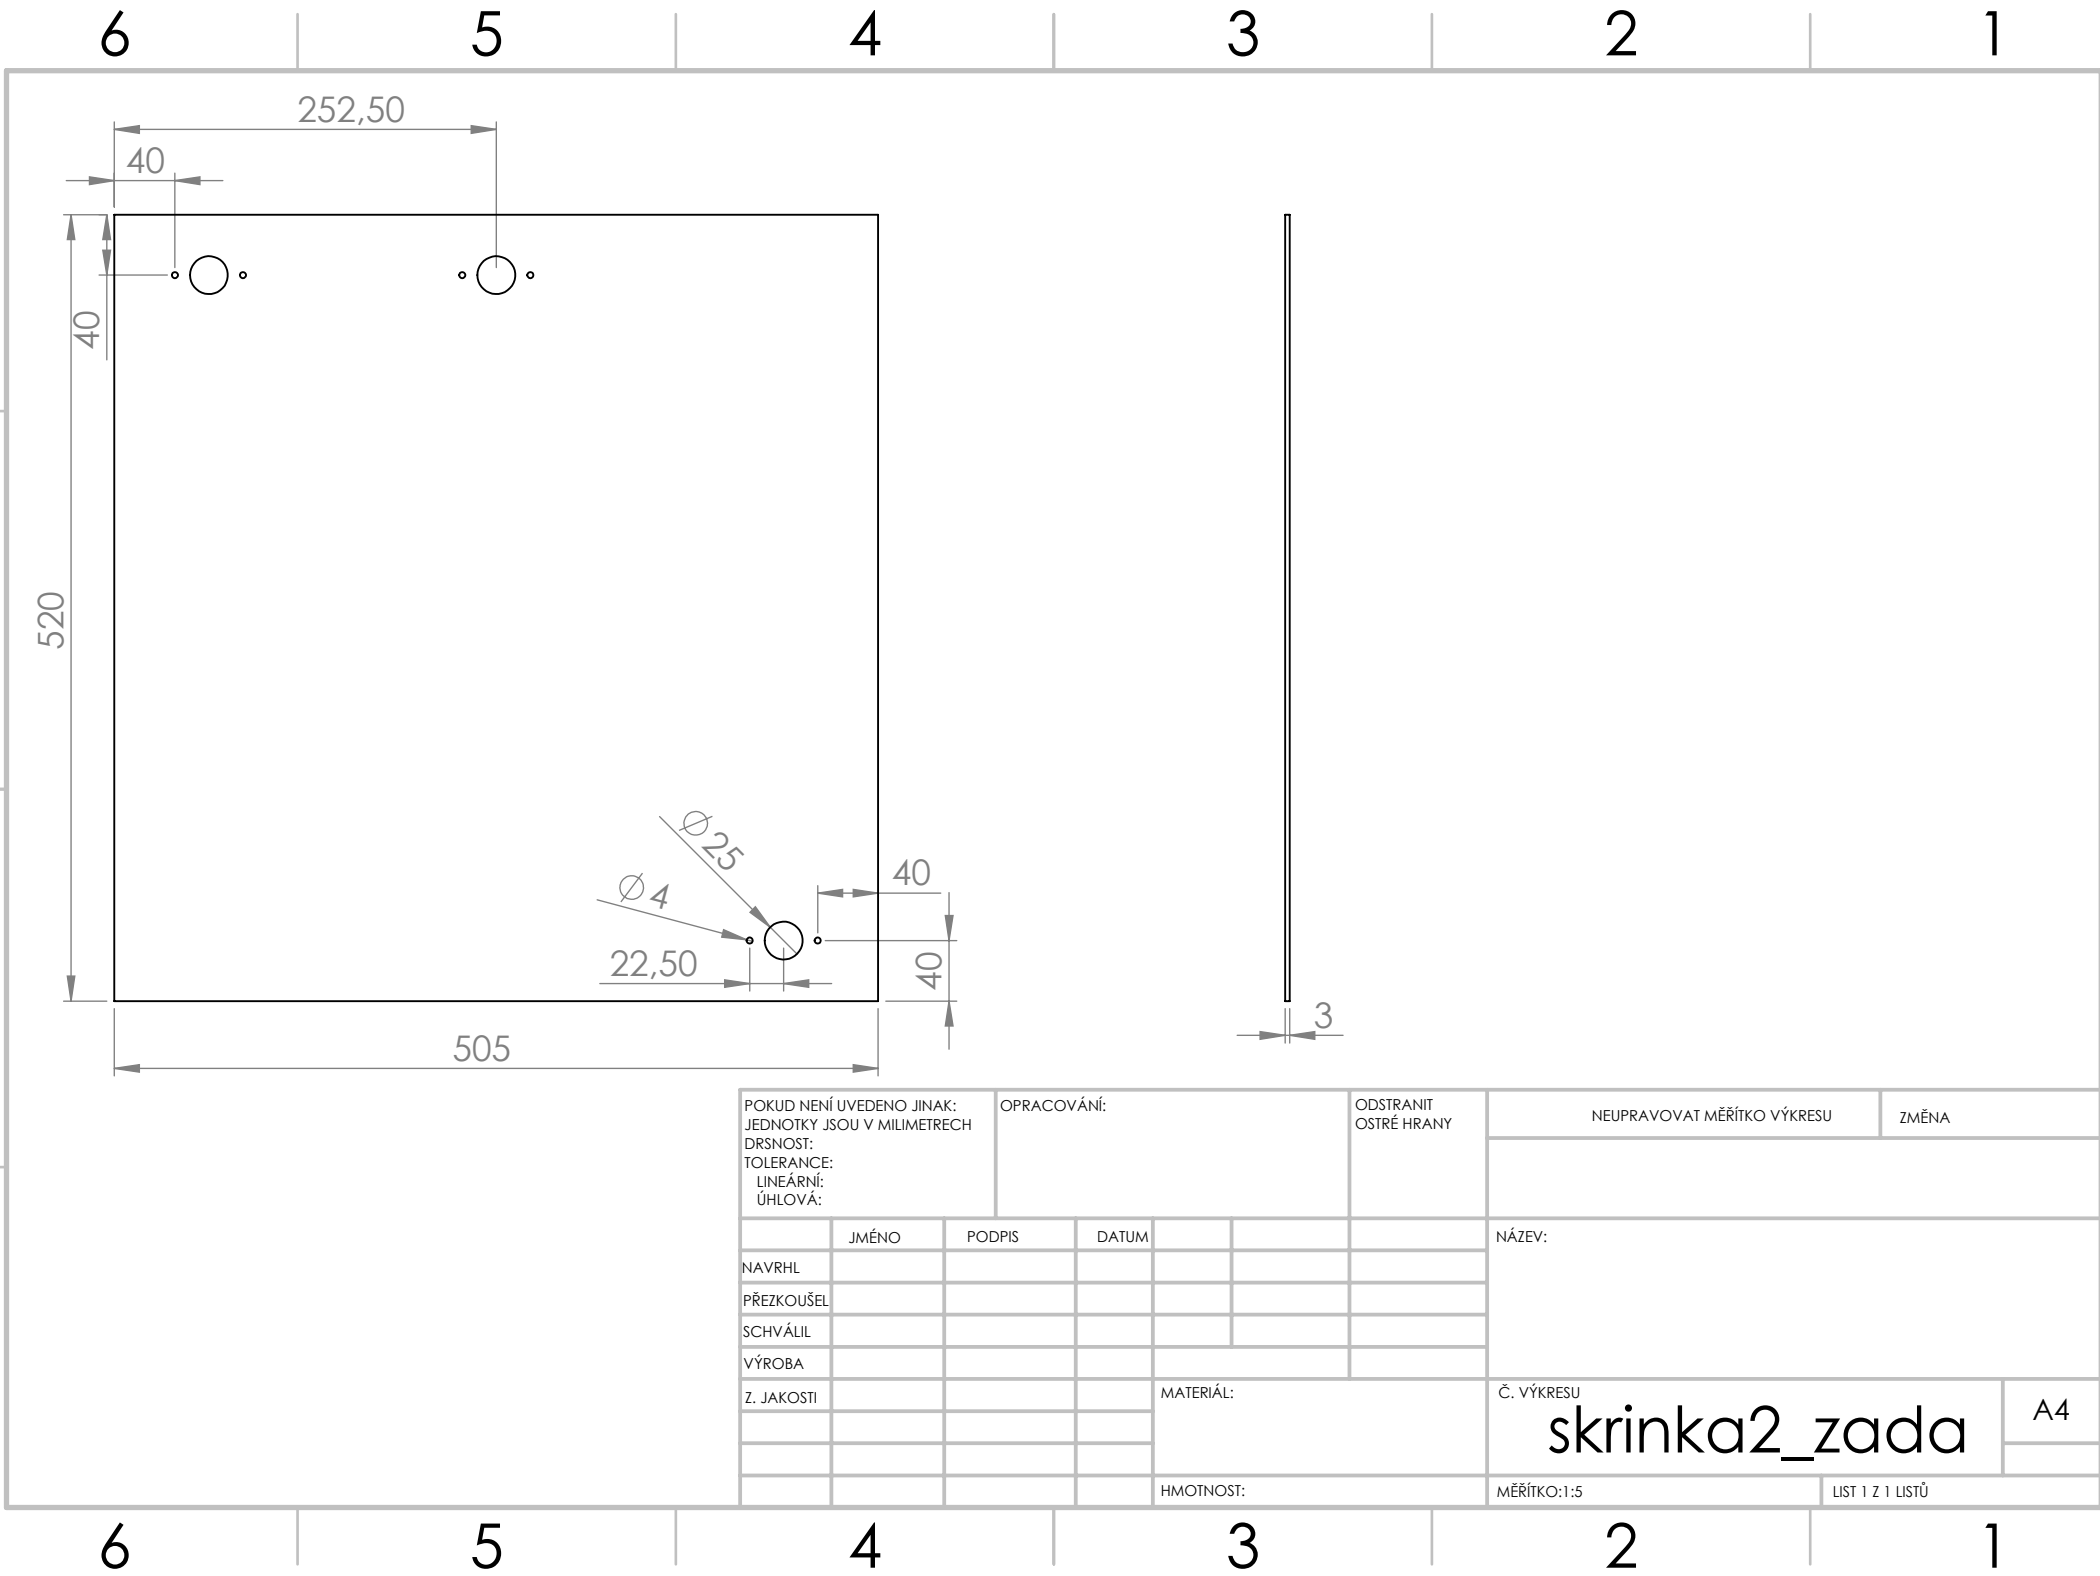 6 5 4 3 2 1
252,50
40
40
520
⌀25
⌀4
40
22,50
40
505
3
POKUD NENÍ UVEDENO JINAK:
JEDNOTKY JSOU V MILIMETRECH
DRSNOST:
TOLERANCE:
LINEÁRNÍ:
ÚHLOVÁ:
OPRACOVÁNÍ:
ODSTRANIT
OSTRÉ HRANY
NEUPRAVOVAT MĚŘÍTKO VÝKRESU
ZMĚNA
JMÉNO PODPIS DATUM
NÁZEV:
NAVRHL
PŘEZKOUŠEL
SCHVÁLIL
VÝROBA
Z. JAKOSTI
MATERIÁL:
Č. VÝKRESU
skrinka2_zada
A4
HMOTNOST:
MĚŘÍTKO:1:5
LIST 1 Z 1 LISTŮ
6 5 4 3 2 1